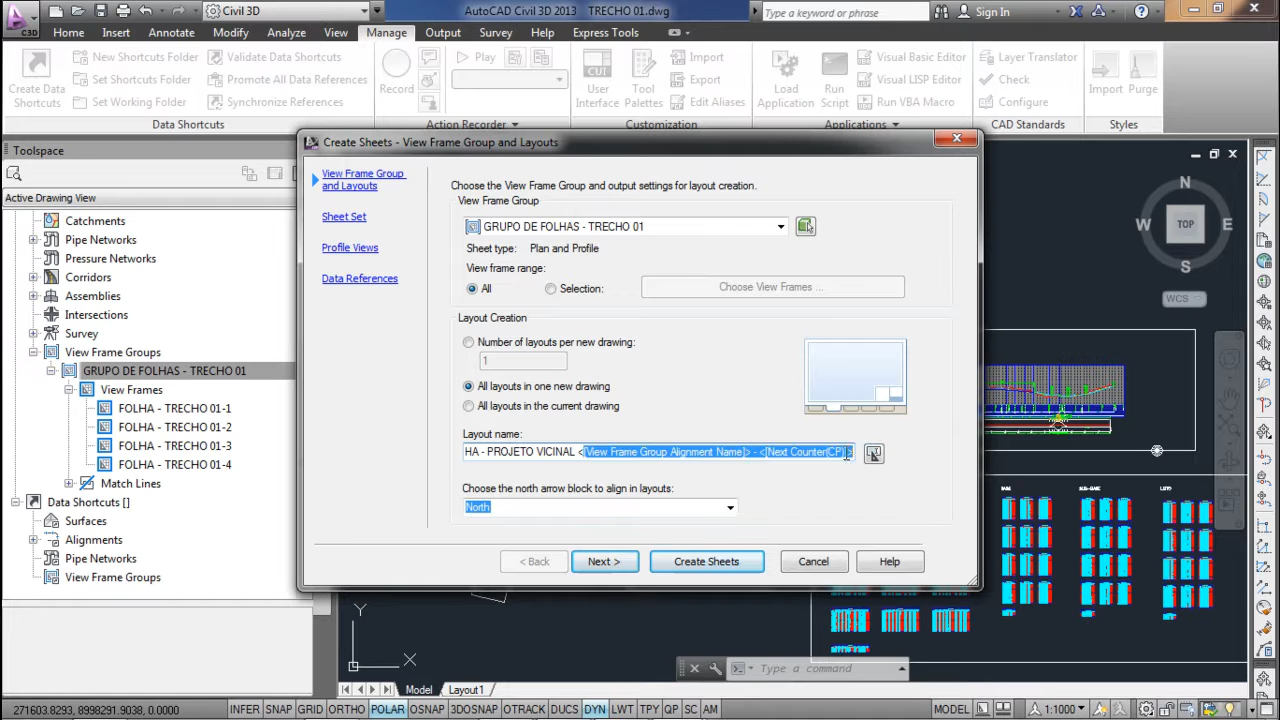 Civil 3D
AutoCAD Civil 3D 2013 TRECHO 01.dwg
Type a keyword or phrase
Sign In
C3D
Home Insert Annotate Modify Analyze View Manage Output Survey Help Express Tools
Create Data Shortcuts
New Shortcuts Folder
Set Shortcuts Folder
Set Working Folder
Validate Data Shortcuts
Promote All Data References
Synchronize References
Data Shortcuts
Record
Play
Action Recorder
User Interface
CUI
Tool Palettes
Import
Export
Edit Aliases
Customization
Load Application
Run Script
Visual Basic Editor
Visual LISP Editor
Run VBA Macro
Applications
Layer Translator
Check
Configure
CAD Standards
Import
Purge
Styles
Toolspace
Active Drawing View
Catchments
Pipe Networks
Pressure Networks
Corridors
Assemblies
Intersections
Survey
View Frame Groups
GRUPO DE FOLHAS - TRECHO 01
View Frames
FOLHA - TRECHO 01-1
FOLHA - TRECHO 01-2
FOLHA - TRECHO 01-3
FOLHA - TRECHO 01-4
Match Lines
Data Shortcuts []
Surfaces
Alignments
Pipe Networks
View Frame Groups
Create Sheets - View Frame Group and Layouts
View Frame Group and Layouts
Sheet Set
Profile Views
Data References
Choose the View Frame Group and output settings for layout creation.
View Frame Group
GRUPO DE FOLHAS - TRECHO 01
Sheet type: Plan and Profile
View frame range:
All
Selection:
Choose View Frames ...
Layout Creation
Number of layouts per new drawing:
1
All layouts in one new drawing
All layouts in the current drawing
Layout name:
HA - PROJETO VICINAL <[View Frame Group Alignment Name]> - <[Next Counter(CP)]>
Choose the north arrow block to align in layouts:
North
< Back
Next >
Create Sheets
Cancel
Help
N
W
TOP
E
S
WCS
Y
X
Type a command
Model
Layout1
271603.8293, 8998291.9038, 0.0000
INFER SNAP GRID ORTHO POLAR OSNAP 3DOSNAP OTRACK DUCS DYN LWT TPY QP SC AM
MODEL
1:1000